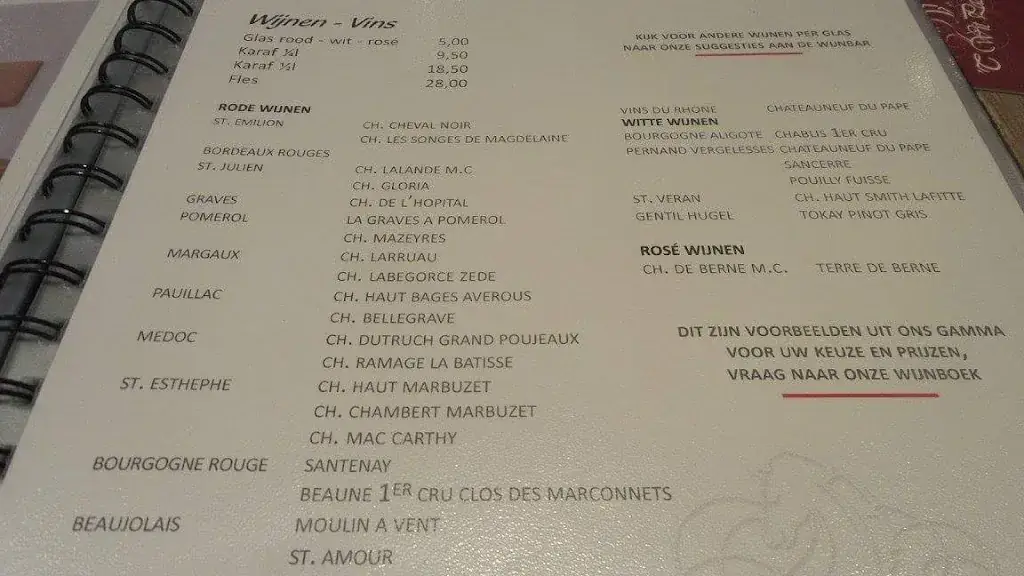 Wijnen - Vins
Glas rood - wit - rosé 5,00
Karaf ¼l 9,50
Karaf ½l 18,50
Fles 28,00
KIJK VOOR ANDERE WIJNEN PER GLAS
NAAR ONZE SUGGESTIES AAN DE WIJNBAR
RODE WIJNEN
ST. EMILION CH. CHEVAL NOIR
CH. LES SONGES DE MAGDELAINE
BORDEAUX ROUGES
ST. JULIEN CH. LALANDE M.C
CH. GLORIA
GRAVES CH. DE L'HOPITAL
POMEROL LA GRAVES A POMEROL
CH. MAZEYRES
MARGAUX CH. LARRUAU
CH. LABEGORCE ZEDE
PAUILLAC CH. HAUT BAGES AVEROUS
CH. BELLEGRAVE
MEDOC CH. DUTRUCH GRAND POUJEAUX
CH. RAMAGE LA BATISSE
ST. ESTHEPHE CH. HAUT MARBUZET
CH. CHAMBERT MARBUZET
CH. MAC CARTHY
BOURGOGNE ROUGE SANTENAY
BEAUNE 1ER CRU CLOS DES MARCONNETS
BEAUJOLAIS MOULIN A VENT
ST. AMOUR
VINS DU RHONE CHATEAUNEUF DU PAPE
WITTE WIJNEN
BOURGOGNE ALIGOTE CHABLIS 1ER CRU
PERNAND VERGELESSES CHATEAUNEUF DU PAPE
SANCERRE
POUILLY FUISSE
ST. VERAN CH. HAUT SMITH LAFITTE
GENTIL HUGEL TOKAY PINOT GRIS
ROSÉ WIJNEN
CH. DE BERNE M.C. TERRE DE BERNE
DIT ZIJN VOORBEELDEN UIT ONS GAMMA
VOOR UW KEUZE EN PRIJZEN,
VRAAG NAAR ONZE WIJNBOEK